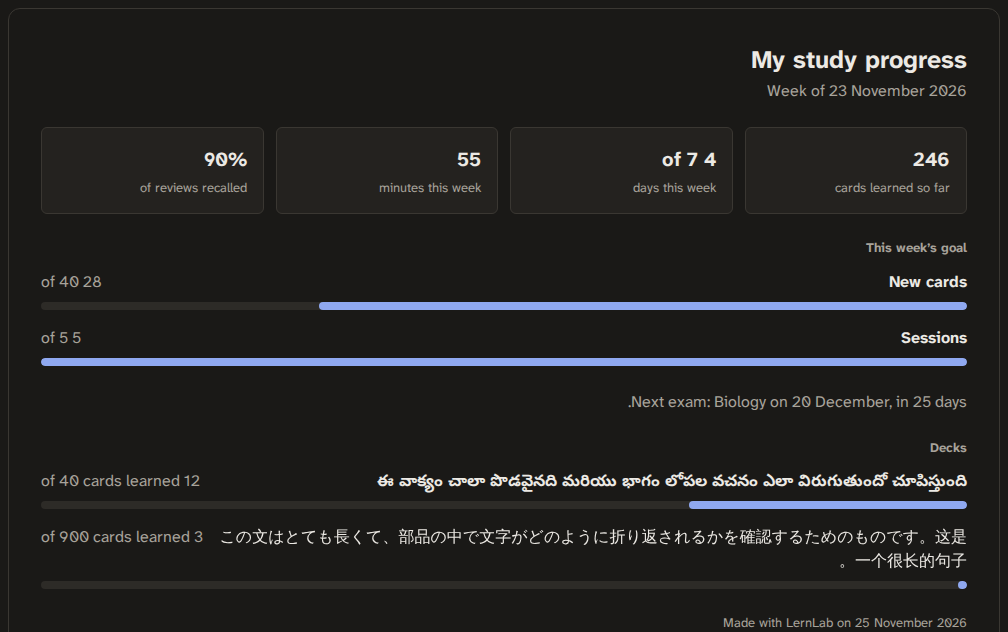 My study progress
Week of 23 November 2026
246
cards learned so far
of 7 4
days this week
55
minutes this week
90%
of reviews recalled
This week's goal
New cards
of 40 28
Sessions
of 5 5
.Next exam: Biology on 20 December, in 25 days
Decks
ఈ వాక్యం చాలా పొడవైనది మరియు భాగం లోపల వచనం ఎలా విరుగుతుందో చూపిస్తుంది
of 40 cards learned 12
この文はとても長くて、部品の中で文字がどのように折り返されるかを確認するためのものです。这是
。一个很长的句子
of 900 cards learned 3
Made with LernLab on 25 November 2026